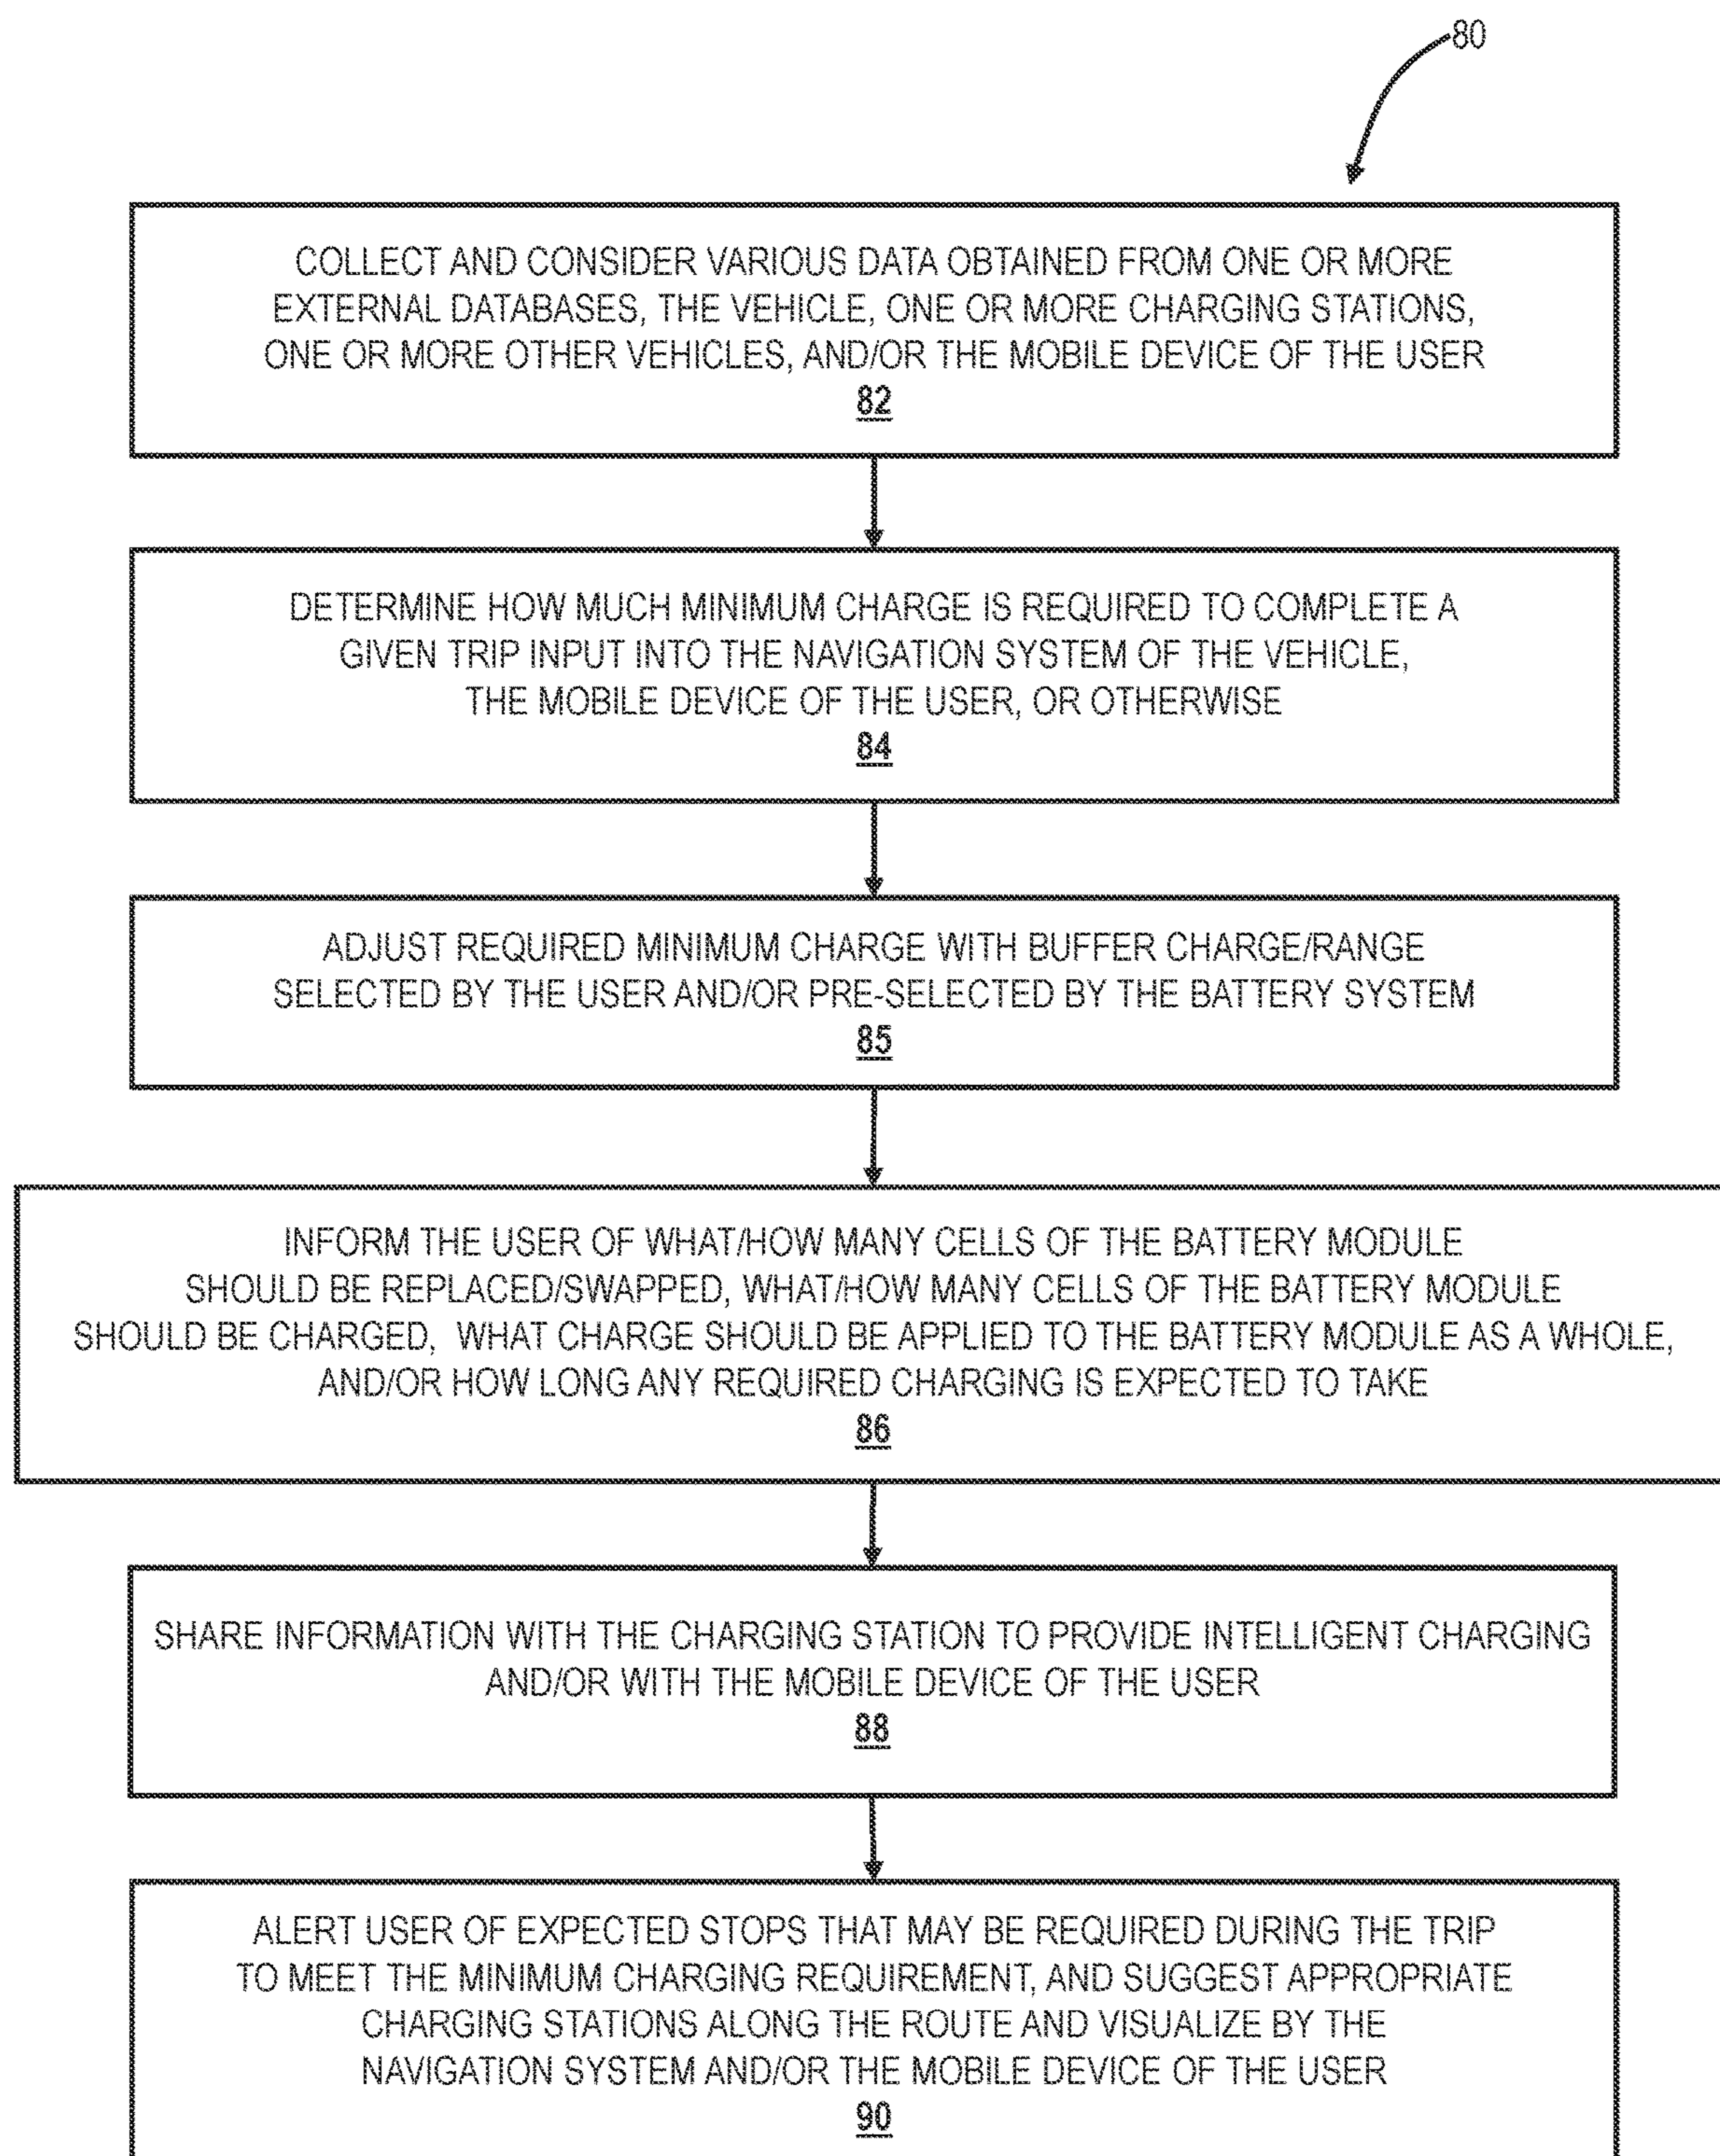 80
COLLECT AND CONSIDER VARIOUS DATA OBTAINED FROM ONE OR MORE
EXTERNAL DATABASES, THE VEHICLE, ONE OR MORE CHARGING STATIONS,
ONE OR MORE OTHER VEHICLES, AND/OR THE MOBILE DEVICE OF THE USER
82
DETERMINE HOW MUCH MINIMUM CHARGE IS REQUIRED TO COMPLETE A
GIVEN TRIP INPUT INTO THE NAVIGATION SYSTEM OF THE VEHICLE,
THE MOBILE DEVICE OF THE USER, OR OTHERWISE
84
ADJUST REQUIRED MINIMUM CHARGE WITH BUFFER CHARGE/RANGE
SELECTED BY THE USER AND/OR PRE-SELECTED BY THE BATTERY SYSTEM
85
INFORM THE USER OF WHAT/HOW MANY CELLS OF THE BATTERY MODULE
SHOULD BE REPLACED/SWAPPED, WHAT/HOW MANY CELLS OF THE BATTERY MODULE
SHOULD BE CHARGED, WHAT CHARGE SHOULD BE APPLIED TO THE BATTERY MODULE AS A WHOLE,
AND/OR HOW LONG ANY REQUIRED CHARGING IS EXPECTED TO TAKE
86
SHARE INFORMATION WITH THE CHARGING STATION TO PROVIDE INTELLIGENT CHARGING
AND/OR WITH THE MOBILE DEVICE OF THE USER
88
ALERT USER OF EXPECTED STOPS THAT MAY BE REQUIRED DURING THE TRIP
TO MEET THE MINIMUM CHARGING REQUIREMENT, AND SUGGEST APPROPRIATE
CHARGING STATIONS ALONG THE ROUTE AND VISUALIZE BY THE
NAVIGATION SYSTEM AND/OR THE MOBILE DEVICE OF THE USER
90